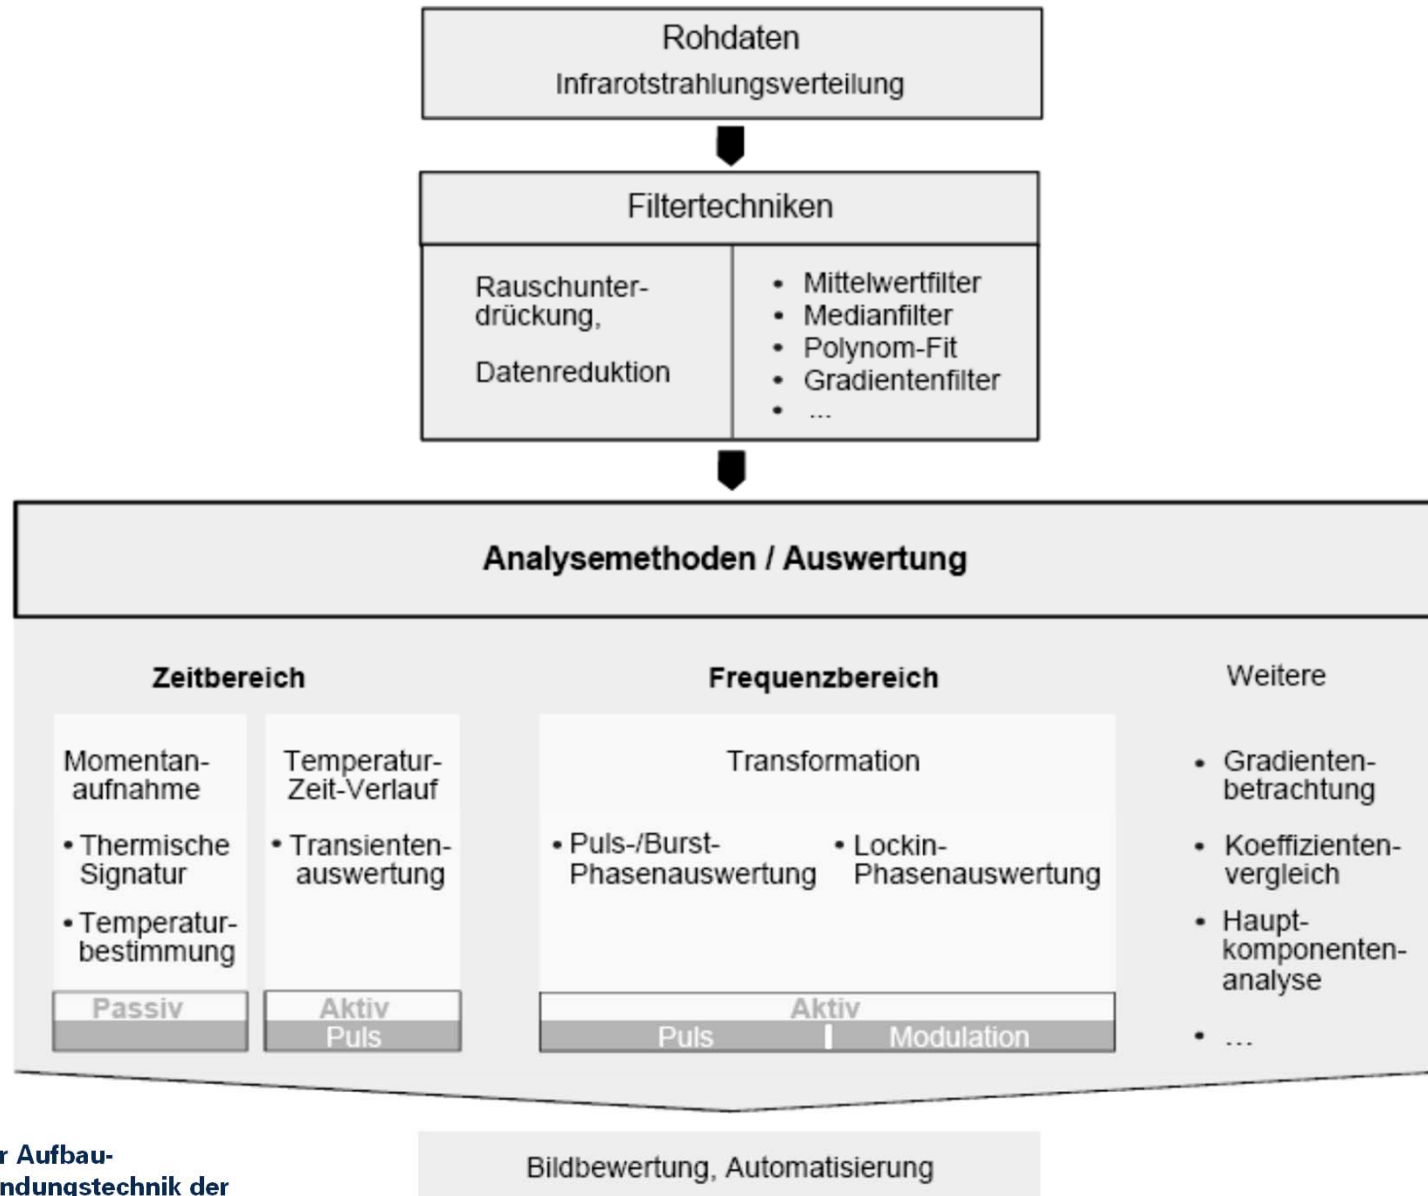 Rohdaten
Infrarotstrahlungsverteilung
Filtertechniken
Rauschunter-
drückung,
Datenreduktion
• Mittelwertfilter
• Medianfilter
• Polynom-Fit
• Gradientenfilter
• ...
Analysemethoden / Auswertung
Zeitbereich
Momentan-
aufnahme
• Thermische
Signatur
• Temperatur-
bestimmung
Passiv
Temperatur-
Zeit-Verlauf
• Transienten-
auswertung
Aktiv
Puls
Frequenzbereich
Transformation
• Puls-/Burst-
Phasenauswertung
• Lockin-
Phasenauswertung
Aktiv
Puls
Modulation
Weitere
• Gradienten-
betrachtung
• Koeffizienten-
vergleich
• Haupt-
komponenten-
analyse
• ...
Bildbewertung, Automatisierung
r Aufbau-
ndungstechnik der